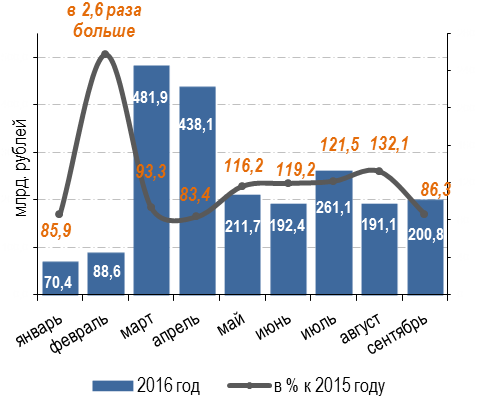 в 2,6 раза
больше
млрд. рублей
481,9
438,1
93,3
83,4
116,2
119,2
121,5
132,1
86,3
85,9
70,4
88,6
211,7
192,4
261,1
191,1
200,8
январь
февраль
март
апрель
май
июнь
июль
август
сентябрь
2016 год
в % к 2015 году